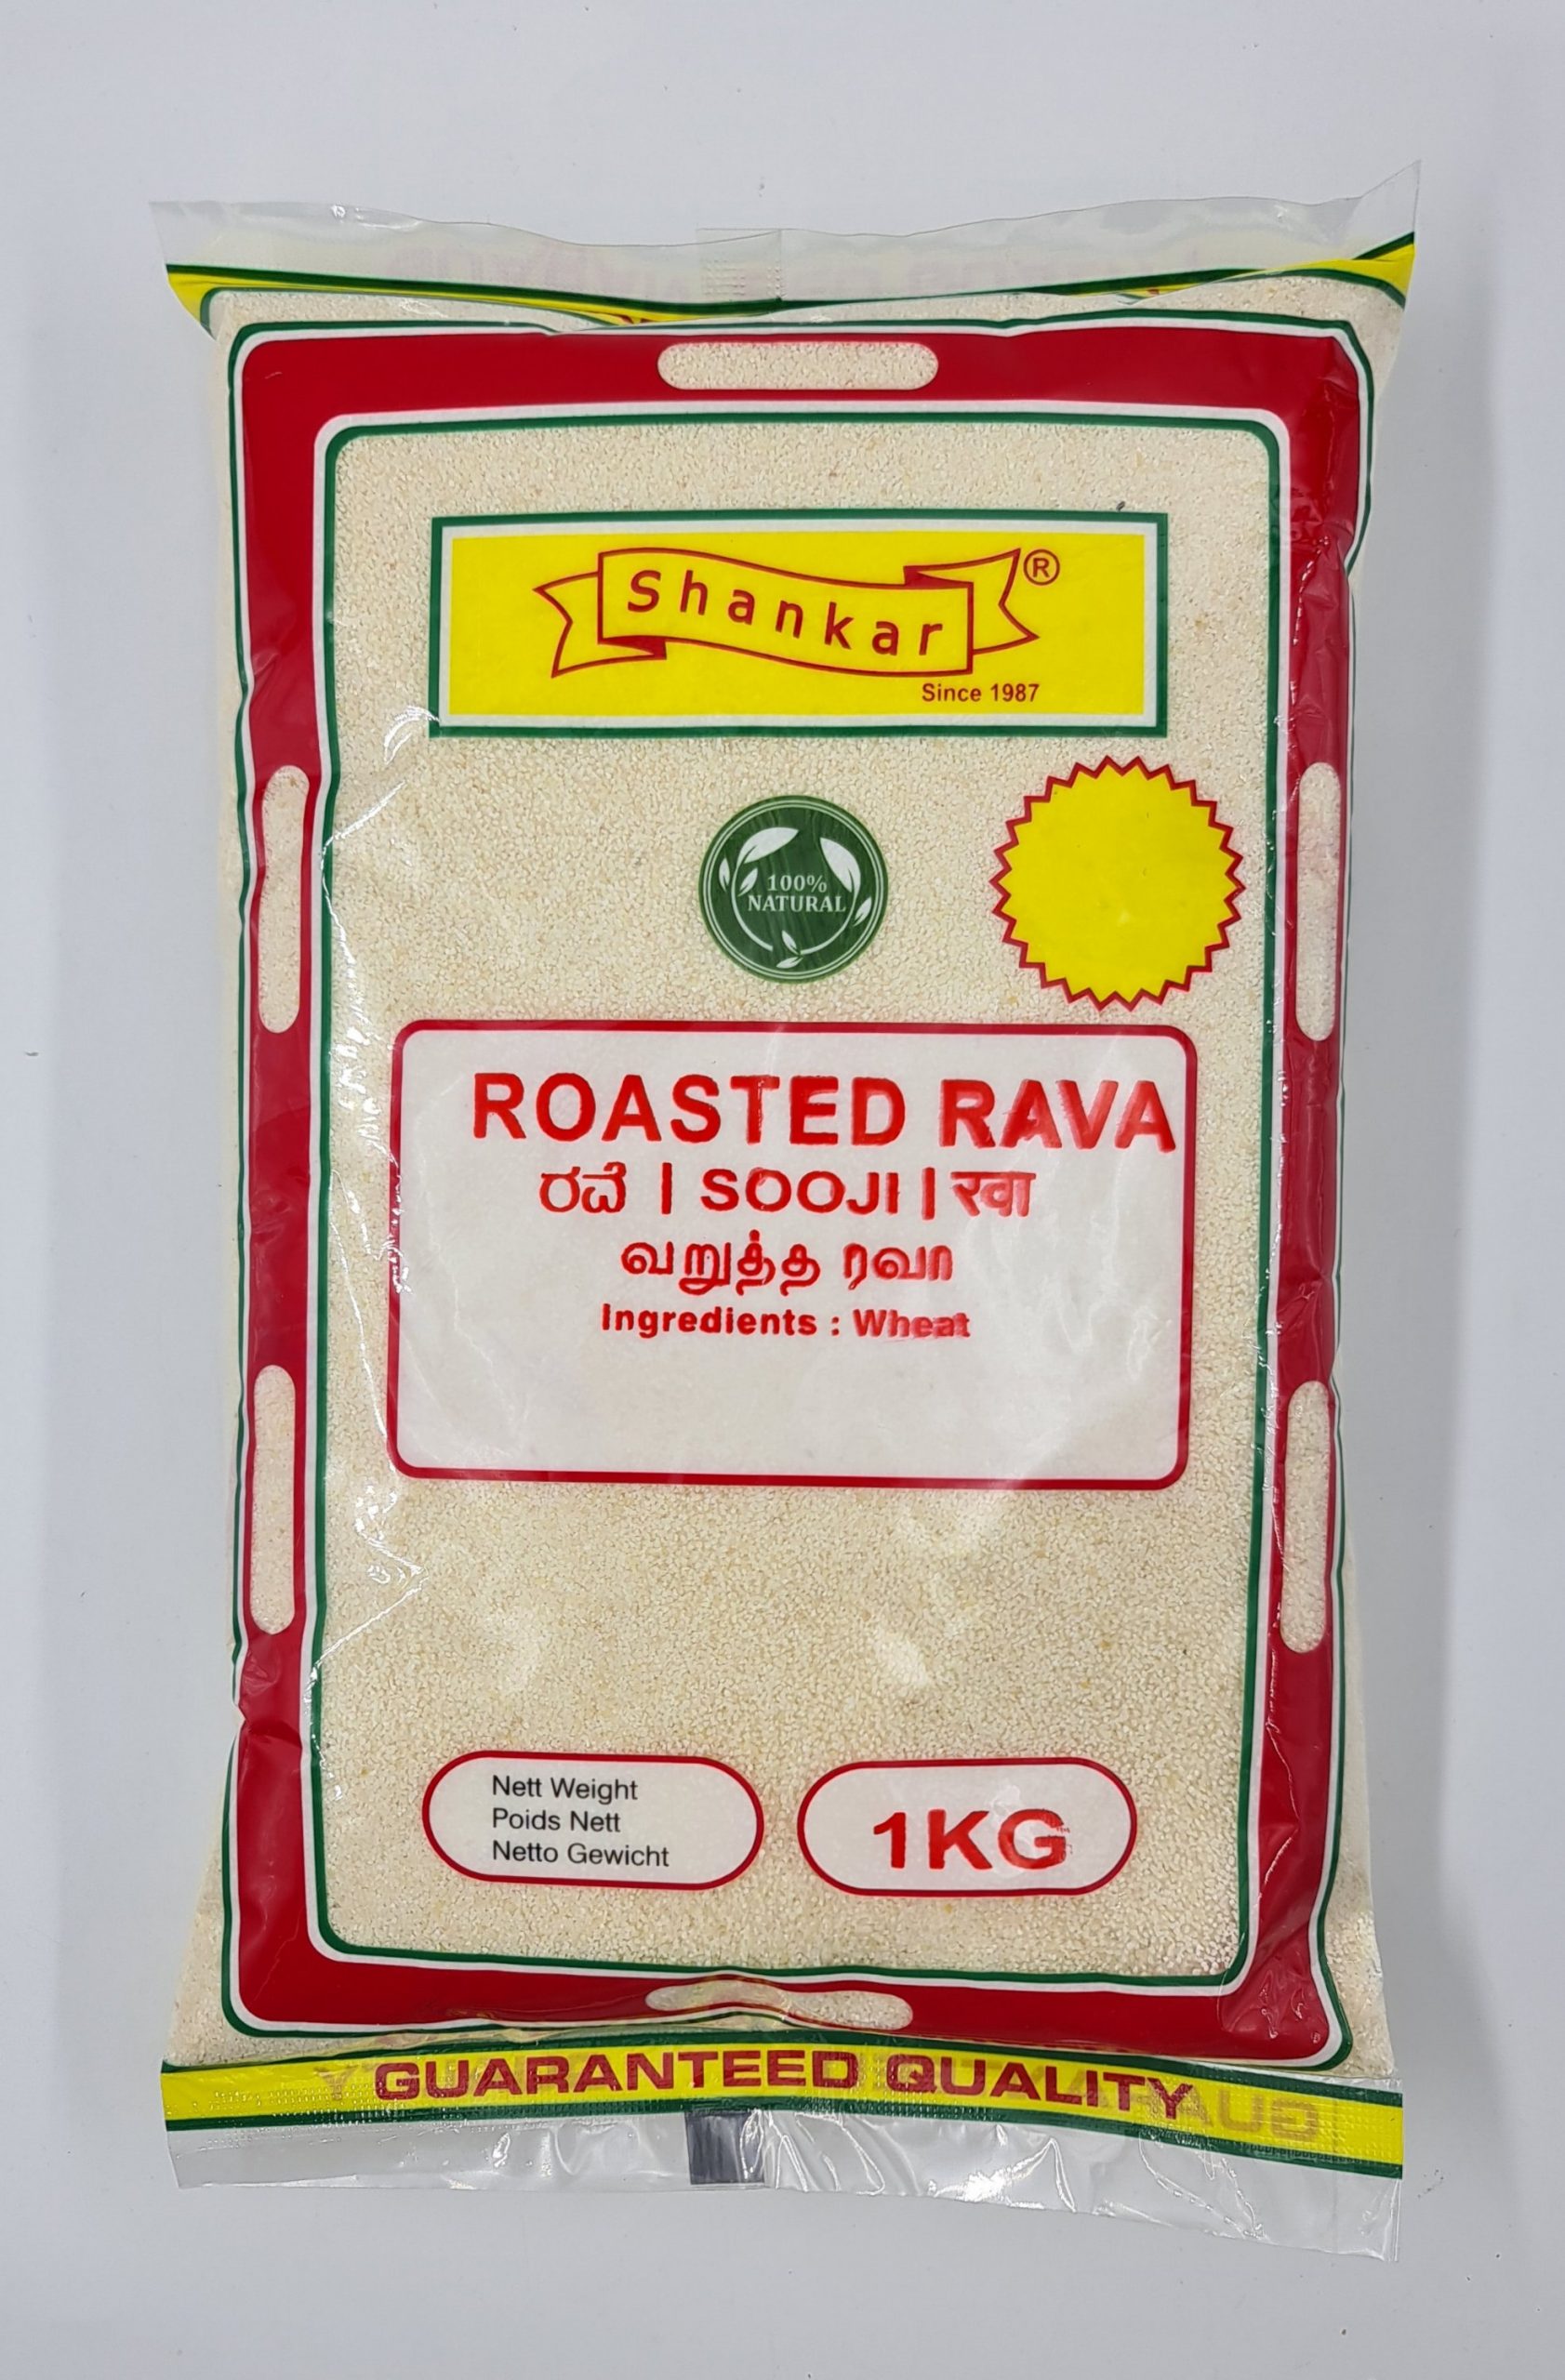 Shankar ®
Since 1987
100%
NATURAL
ROASTED RAVA
ರವೆ | SOOJI | रवा
வறுத்த ரவா
Ingredients : Wheat
Nett Weight
Poids Nett
Netto Gewicht
1KG
GUARANTEED QUALITY